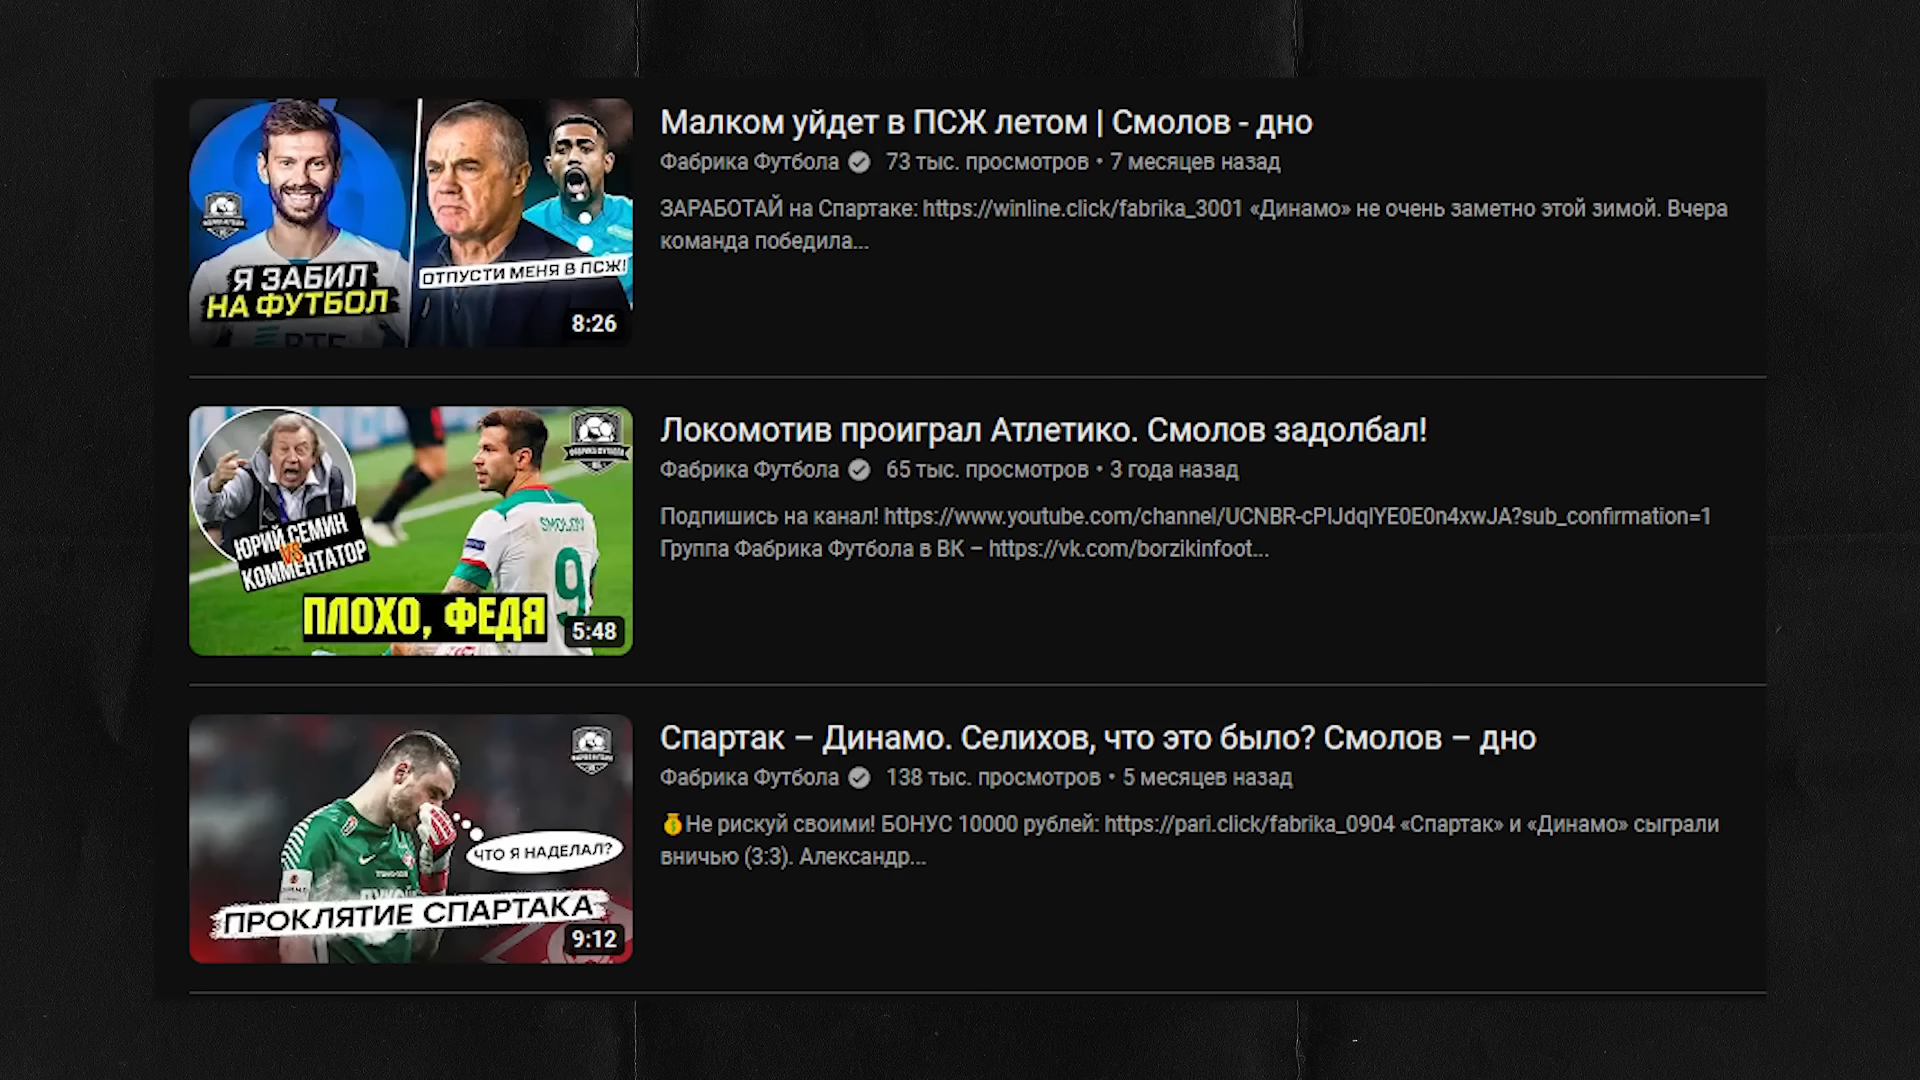 Я ЗАБИЛ
НА ФУТБОЛ
ОТПУСТИ МЕНЯ В ПСЖ!
8:26
Малком уйдет в ПСЖ летом | Смолов - дно
Фабрика Футбола 73 тыс. просмотров • 7 месяцев назад
ЗАРАБОТАЙ на Спартаке: https://winline.click/fabrika_3001 «Динамо» не очень заметно этой зимой. Вчера
команда победила...
ФАБРИКА ФУТБОЛА
SMOLOV
9
ЮРИЙ СЕМИН
VS
КОММЕНТАТОР
ПЛОХО, ФЕДЯ
5:48
Локомотив проиграл Атлетико. Смолов задолбал!
Фабрика Футбола 65 тыс. просмотров • 3 года назад
Подпишись на канал! https://www.youtube.com/channel/UCNBR-cPIJdqIYE0E0n4xwJA?sub_confirmation=1
Группа Фабрика Футбола в ВК – https://vk.com/borzikinfoot...
ЧТО Я НАДЕЛАЛ?
ПРОКЛЯТИЕ СПАРТАКА
9:12
Спартак – Динамо. Селихов, что это было? Смолов – дно
Фабрика Футбола 138 тыс. просмотров • 5 месяцев назад
💰Не рискуй своими! БОНУС 10000 рублей: https://pari.click/fabrika_0904 «Спартак» и «Динамо» сыграли
вничью (3:3). Александр...